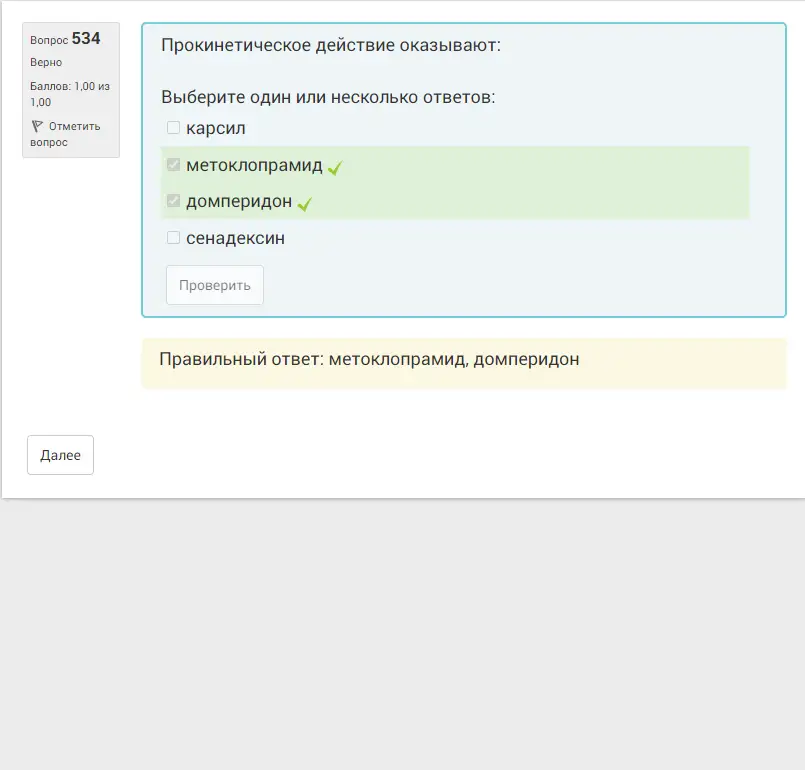 Вопрос 534
Верно
Баллов: 1,00 из
1,00
Отметить
вопрос
Прокинетическое действие оказывают:
Выберите один или несколько ответов:
карсил
метоклопрамид
домперидон
сенадексин
Проверить
Правильный ответ: метоклопрамид, домперидон
Далее